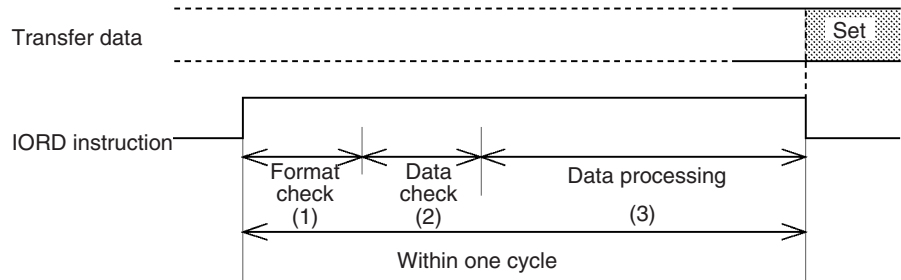 Transfer data
Set
IORD instruction
Format
check
(1)
Data
check
(2)
Data processing
(3)
Within one cycle